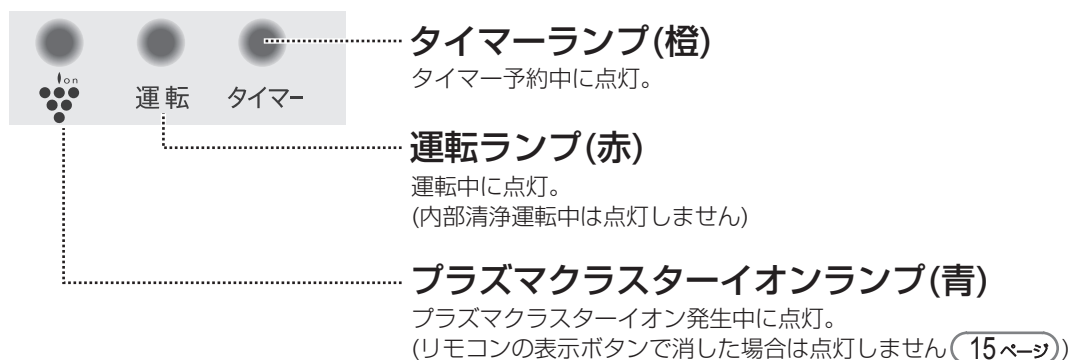 タイマーランプ(橙)
タイマー予約中に点灯。
ion
運転 タイマー
運転ランプ(赤)
運転中に点灯。
(内部清浄運転中は点灯しません)
プラズマクラスターイオンランプ(青)
プラズマクラスターイオン発生中に点灯。
(リモコンの表示ボタンで消した場合は点灯しません(15ページ))